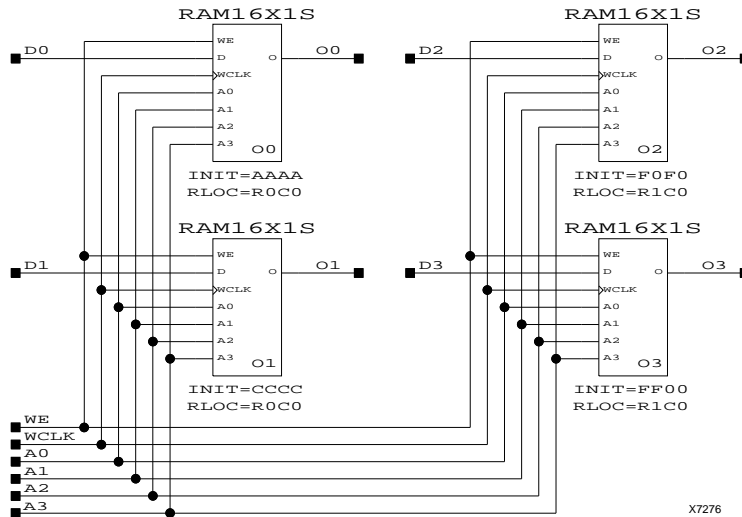 RAM16X1S
D0
WE
D
WCLK
A0
A1
A2
A3
O
O0
O0
INIT=AAAA
RLOC=R0C0
RAM16X1S
D2
WE
D
WCLK
A0
A1
A2
A3
O
O2
O2
INIT=F0F0
RLOC=R1C0
RAM16X1S
D1
WE
D
WCLK
A0
A1
A2
A3
O
O1
O1
INIT=CCCC
RLOC=R0C0
RAM16X1S
D3
WE
D
WCLK
A0
A1
A2
A3
O
O3
O3
INIT=FF00
RLOC=R1C0
WE
WCLK
A0
A1
A2
A3
X7276